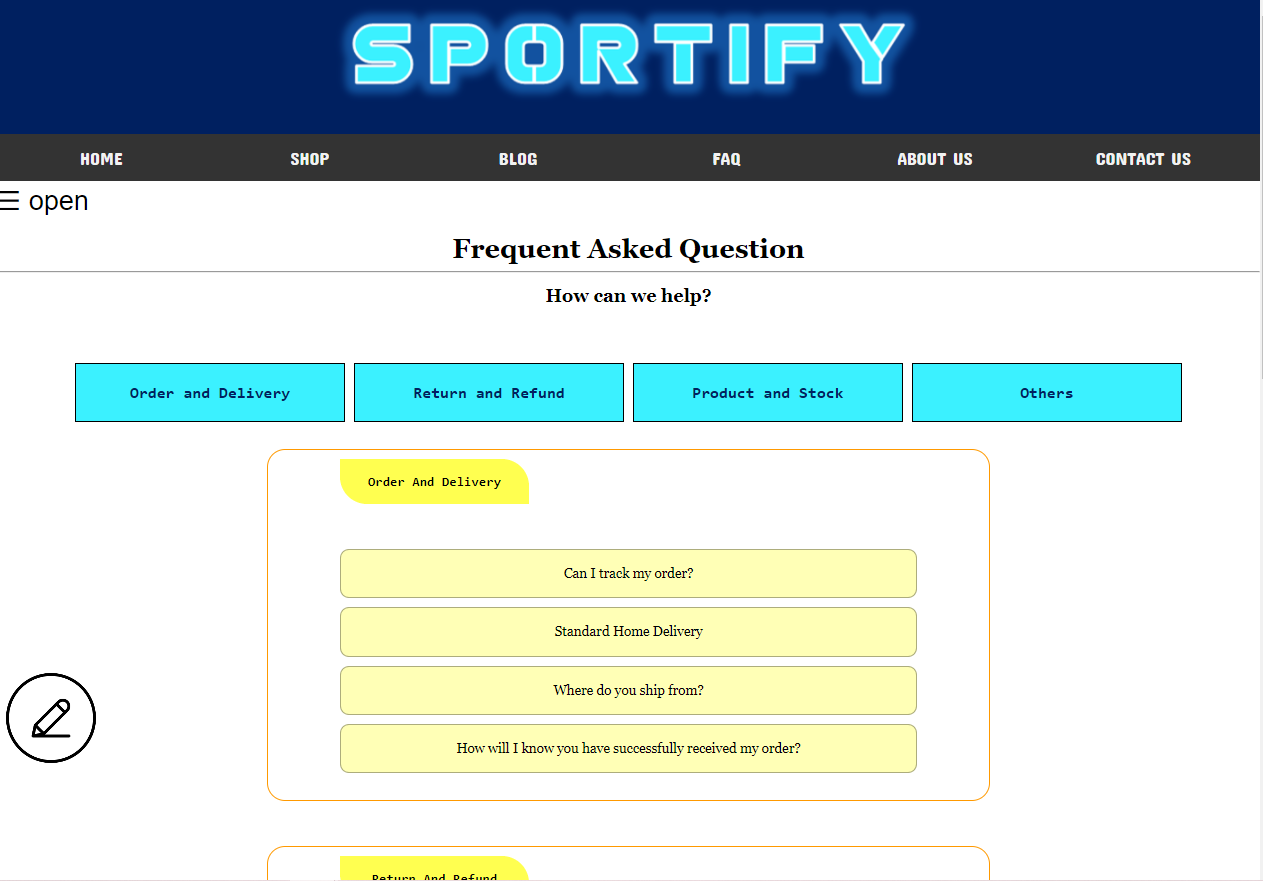 SPORTIFY
HOME SHOP BLOG FAQ ABOUT US CONTACT US
☰ open
Frequent Asked Question
How can we help?
Order and Delivery Return and Refund Product and Stock Others
Order And Delivery
Can I track my order?
Standard Home Delivery
Where do you ship from?
How will I know you have successfully received my order?
Return And Refund